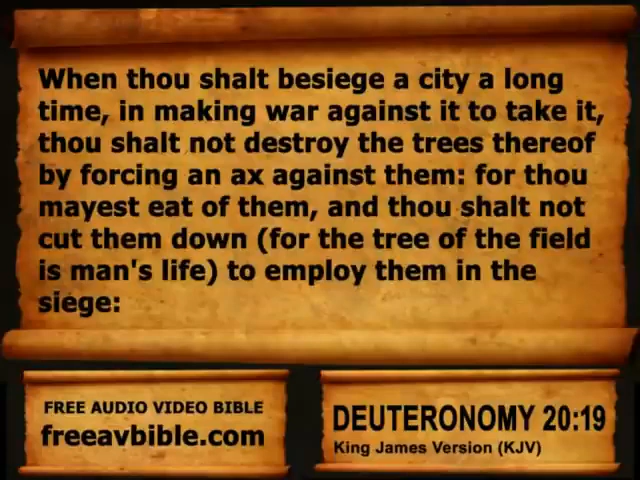 When thou shalt besiege a city a long
time, in making war against it to take it,
thou shalt not destroy the trees thereof
by forcing an ax against them: for thou
mayest eat of them, and thou shalt not
cut them down (for the tree of the field
is man's life) to employ them in the
siege:
FREE AUDIO VIDEO BIBLE
freeavbible.com
DEUTERONOMY 20:19
King James Version (KJV)